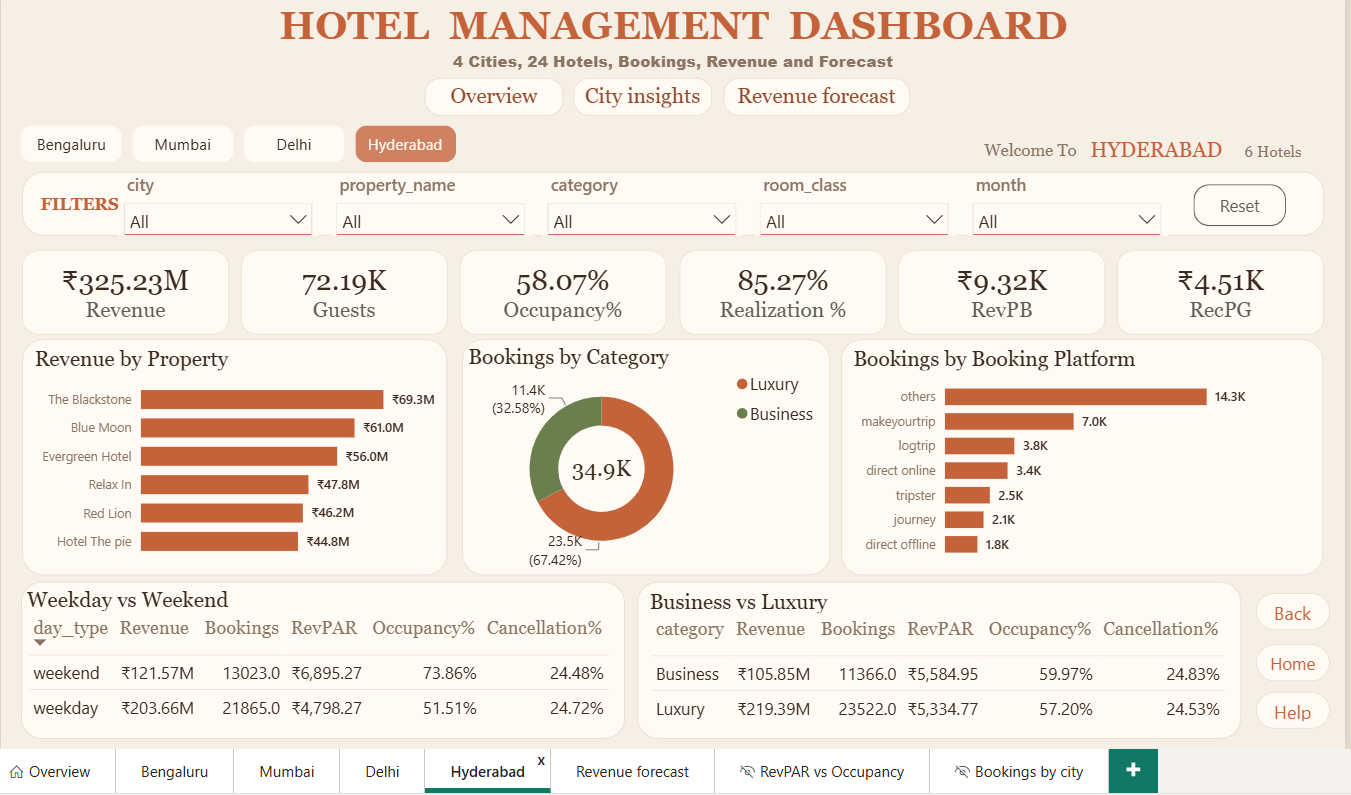 HOTEL MANAGEMENT DASHBOARD
4 Cities, 24 Hotels, Bookings, Revenue and Forecast
Overview City insights Revenue forecast
Bengaluru Mumbai Delhi Hyderabad
Welcome To HYDERABAD 6 Hotels
FILTERS
city property_name category room_class month
All All All All All
Reset
₹325.23M 72.19K 58.07% 85.27% ₹9.32K ₹4.51K
Revenue Guests Occupancy% Realization % RevPB RecPG
Revenue by Property
The Blackstone ₹69.3M
Blue Moon ₹61.0M
Evergreen Hotel ₹56.0M
Relax In ₹47.8M
Red Lion ₹46.2M
Hotel The pie ₹44.8M
Bookings by Category
11.4K
(32.58%)
34.9K
23.5K
(67.42%)
Luxury
Business
Bookings by Booking Platform
others 14.3K
makeyourtrip 7.0K
logtrip 3.8K
direct online 3.4K
tripster 2.5K
journey 2.1K
direct offline 1.8K
Weekday vs Weekend
day_type Revenue Bookings RevPAR Occupancy% Cancellation%
weekend ₹121.57M 13023.0 ₹6,895.27 73.86% 24.48%
weekday ₹203.66M 21865.0 ₹4,798.27 51.51% 24.72%
Business vs Luxury
category Revenue Bookings RevPAR Occupancy% Cancellation%
Business ₹105.85M 11366.0 ₹5,584.95 59.97% 24.83%
Luxury ₹219.39M 23522.0 ₹5,334.77 57.20% 24.53%
Back
Home
Help
Overview Bengaluru Mumbai Delhi Hyderabad x Revenue forecast RevPAR vs Occupancy Bookings by city +